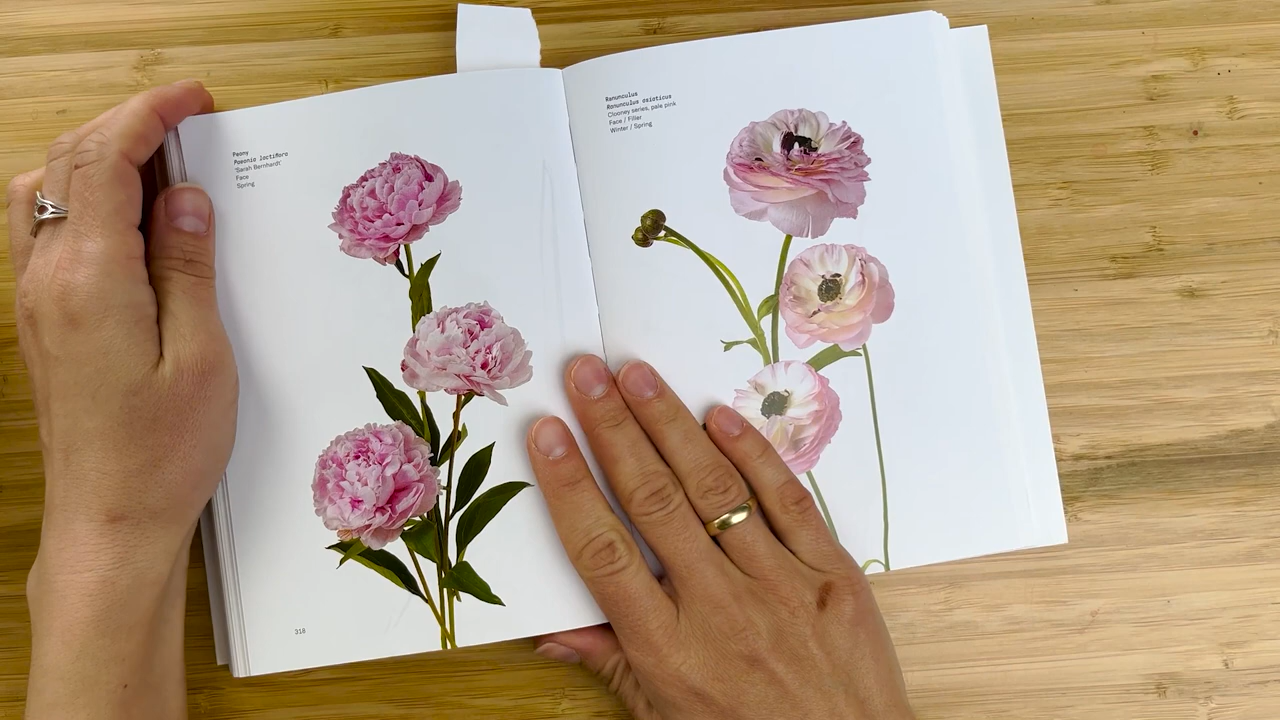 Peony
Paeonia lactiflora
'Sarah Bernhardt'
Face
Spring
318
Ranunculus
Ranunculus asiaticus
Clooney series, pale pink
Face / Filler
Winter / Spring